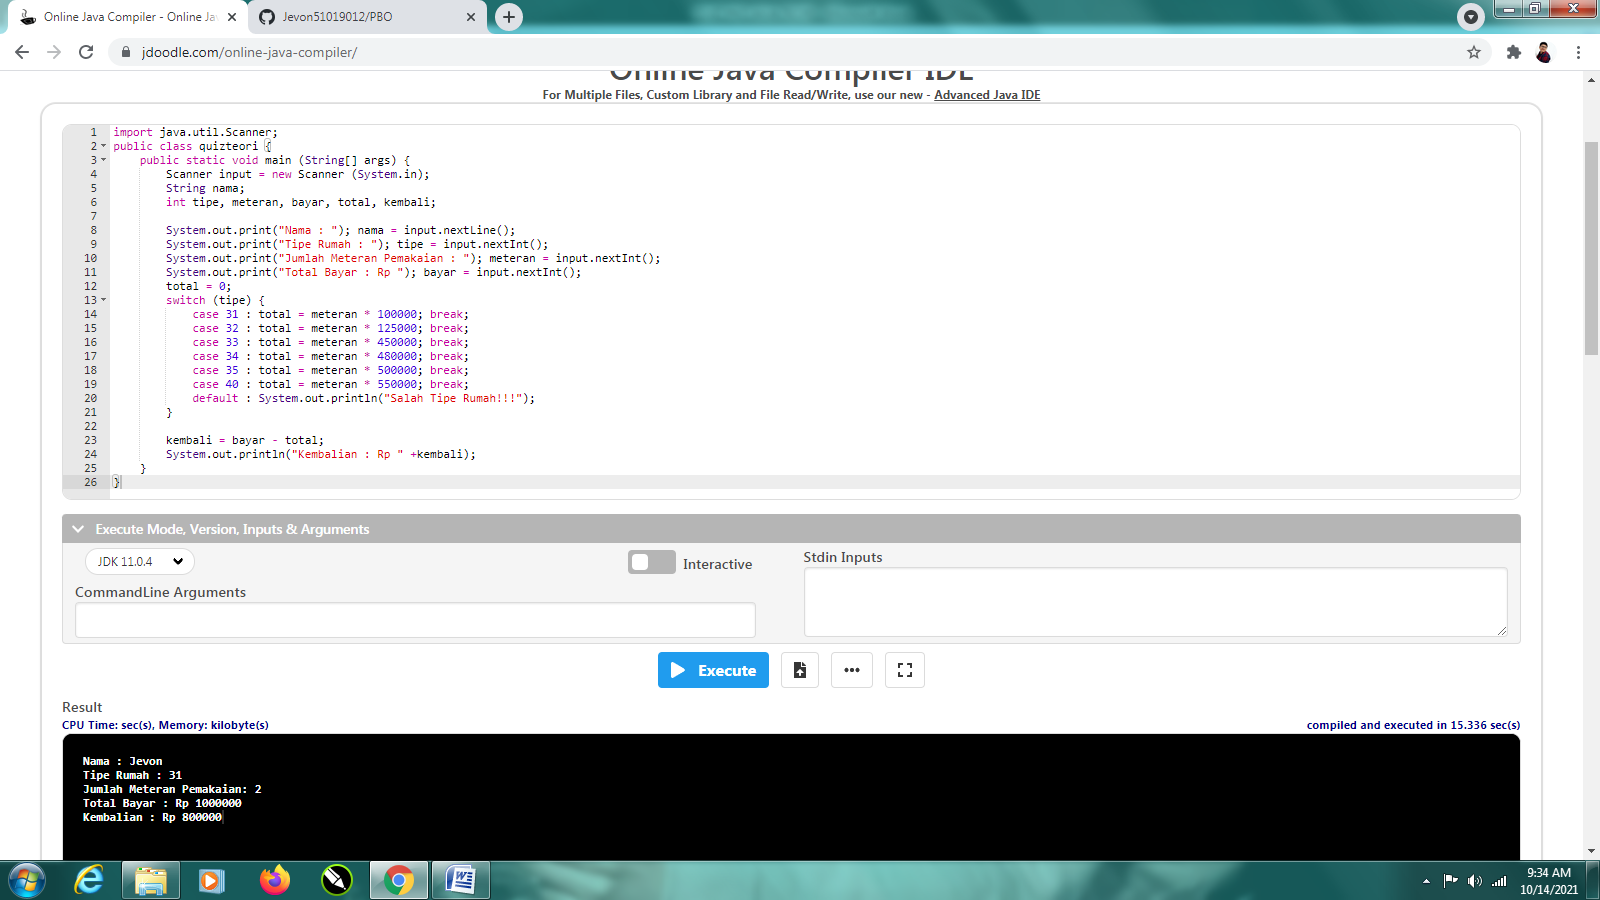 Online Java Compiler - Online Ja
Jevon51019012/PBO
jdoodle.com/online-java-compiler/
Online Java Compiler IDE
For Multiple Files, Custom Library and File Read/Write, use our new - Advanced Java IDE
1 import java.util.Scanner;
2 public class quizteori {
3 public static void main (String[] args) {
4 Scanner input = new Scanner (System.in);
5 String nama;
6 int tipe, meteran, bayar, total, kembali;
7
8 System.out.print("Nama : "); nama = input.nextLine();
9 System.out.print("Tipe Rumah : "); tipe = input.nextInt();
10 System.out.print("Jumlah Meteran Pemakaian : "); meteran = input.nextInt();
11 System.out.print("Total Bayar : Rp "); bayar = input.nextInt();
12 total = 0;
13 switch (tipe) {
14 case 31 : total = meteran * 100000; break;
15 case 32 : total = meteran * 125000; break;
16 case 33 : total = meteran * 450000; break;
17 case 34 : total = meteran * 480000; break;
18 case 35 : total = meteran * 500000; break;
19 case 40 : total = meteran * 550000; break;
20 default : System.out.println("Salah Tipe Rumah!!!");
21 }
22
23 kembali = bayar - total;
24 System.out.println("Kembalian : Rp " +kembali);
25 }
26 }
Execute Mode, Version, Inputs & Arguments
JDK 11.0.4
Interactive
Stdin Inputs
CommandLine Arguments
Execute
Result
CPU Time: sec(s), Memory: kilobyte(s)
compiled and executed in 15.336 sec(s)
Nama : Jevon
Tipe Rumah : 31
Jumlah Meteran Pemakaian: 2
Total Bayar : Rp 1000000
Kembalian : Rp 800000
9:34 AM
10/14/2021